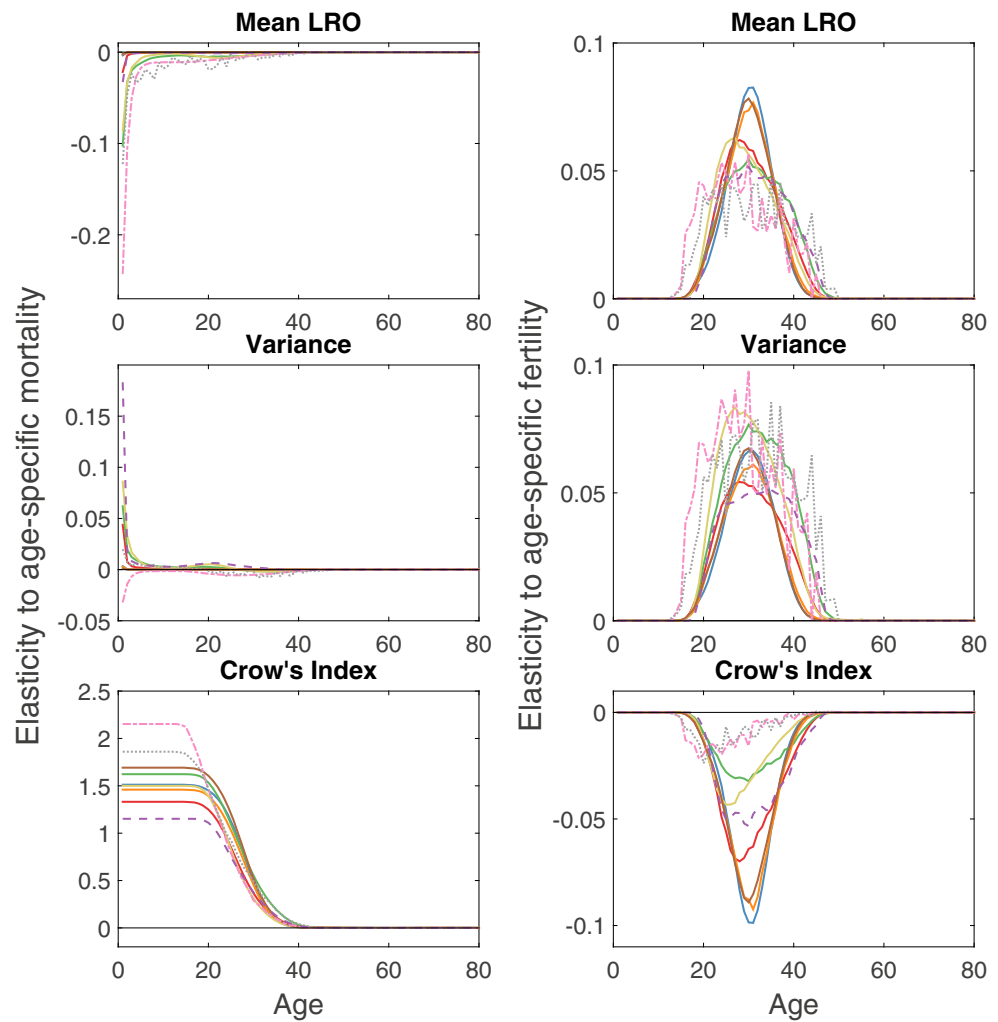 Mean LRO
0
-0.1
-0.2
0 20 40 60 80
Mean LRO
0.1
0.05
0
0 20 40 60 80
Elasticity to age-specific mortality
Elasticity to age-specific fertility
Variance
0.15
0.1
0.05
0
-0.05
0 20 40 60 80
Variance
0.1
0.05
0
0 20 40 60 80
Crow's Index
2.5
2
1.5
1
0.5
0
0 20 40 60 80
Age
Crow's Index
0
-0.05
-0.1
0 20 40 60 80
Age